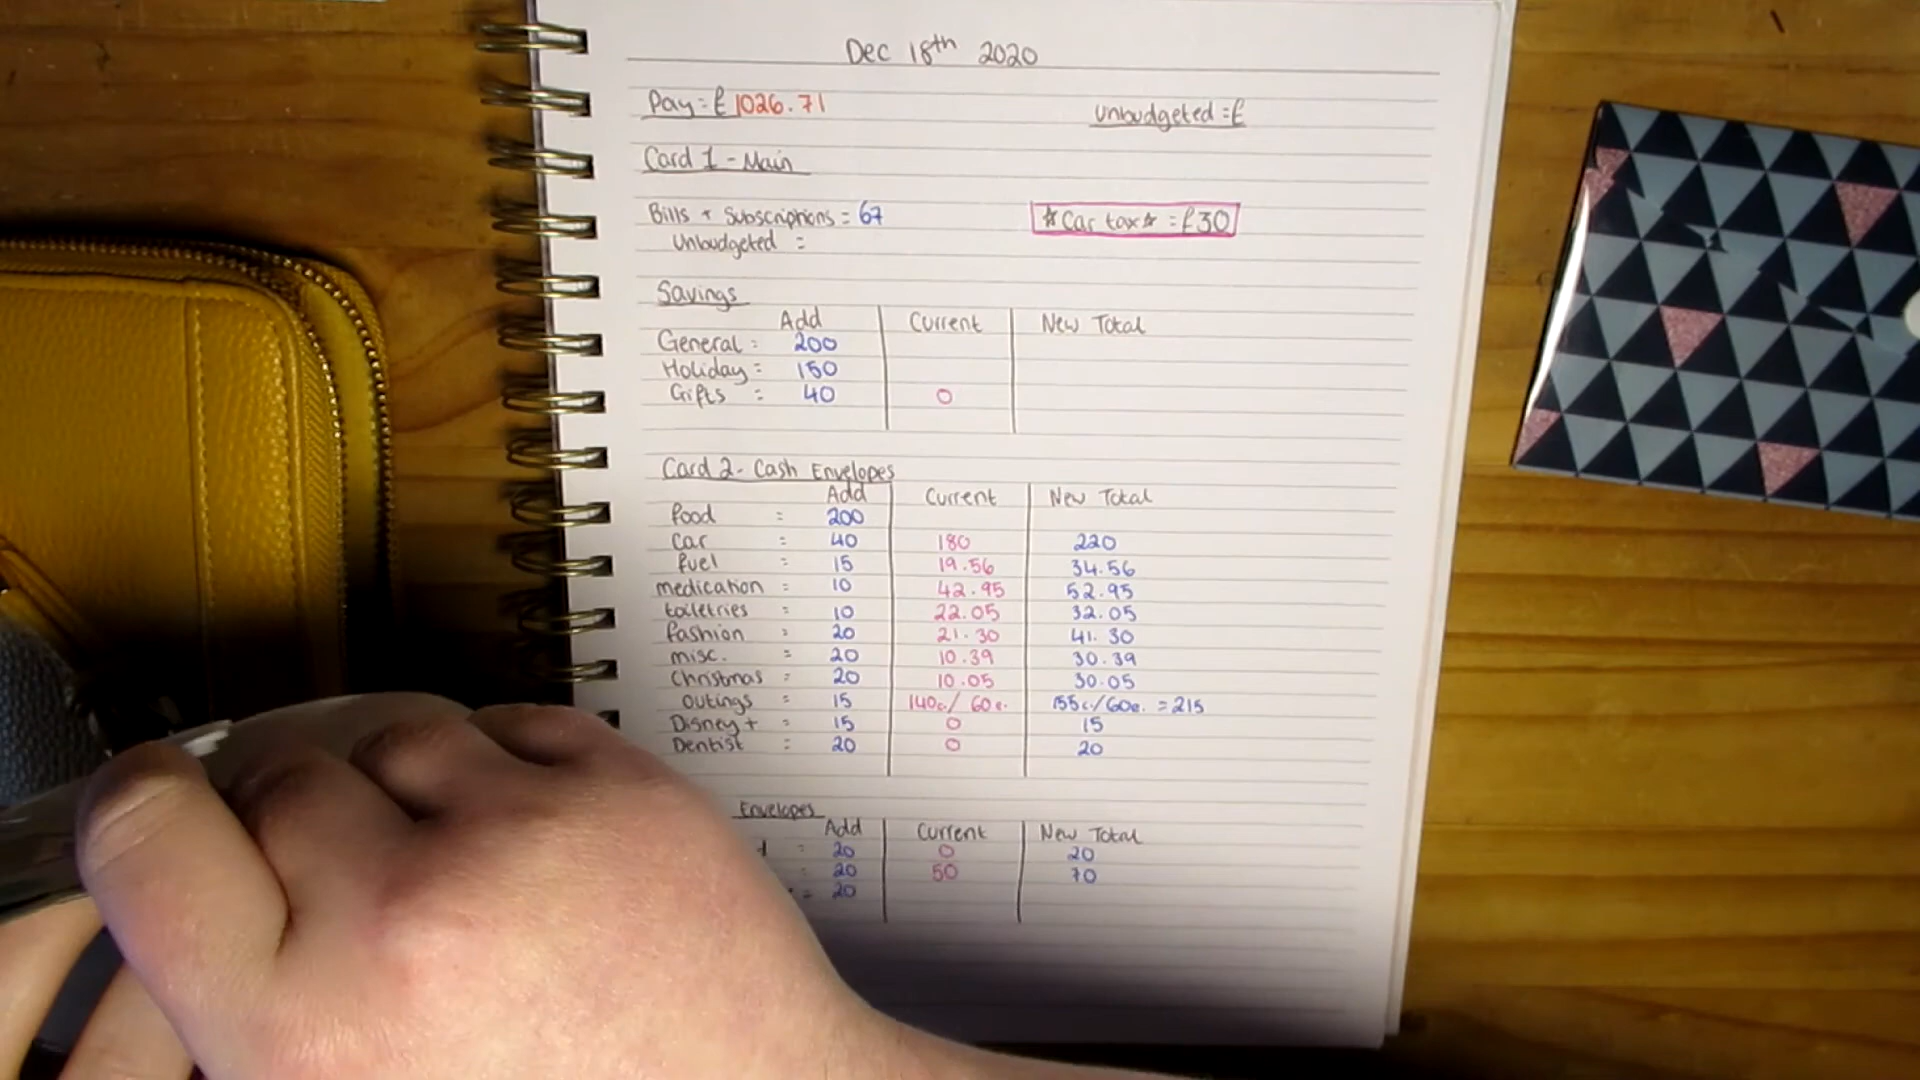 Dec 18th 2020
Pay = £1026.71
Unbudgeted = £
Card 1 - Main
Bills + Subscriptions = 67
☆Car tax☆ = £30
Unbudgeted =
Savings
Add Current New Total
General = 200
Holiday = 150
Gifts = 40 0
Card 2 - Cash Envelopes
Add Current New Total
food = 200
Car = 40 180 220
fuel = 15 19.56 34.56
medication = 10 42.95 52.95
toiletries = 10 22.05 32.05
fashion = 20 21.30 41.30
misc. = 20 10.39 30.39
Christmas = 20 10.05 30.05
Outings = 15 140c./60e. 155c./60e. = 215
Disney+ = 15 0 15
Dentist = 20 0 20
Envelopes
Add Current New Total
= 20 0 20
= 20 50 70
= 20